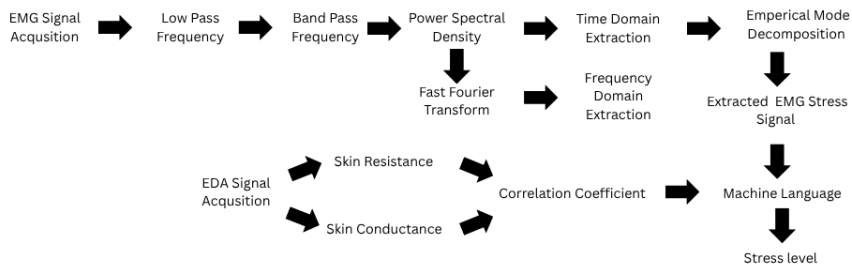 EMG Signal
Acqusition
Low Pass
Frequency
Band Pass
Frequency
Power Spectral
Density
Time Domain
Extraction
Emperical Mode
Decomposition
Fast Fourier
Transform
Frequency
Domain
Extraction
Extracted EMG Stress
Signal
EDA Signal
Acqusition
Skin Resistance
Skin Conductance
Correlation Coefficient
Machine Language
Stress level